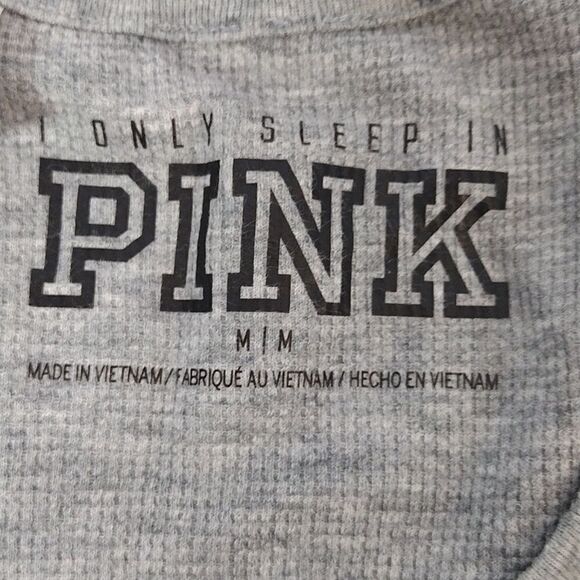 I ONLY SLEEP IN
PINK
M|M
MADE IN VIETNAM / FABRIQUÉ AU VIETNAM / HECHO EN VIETNAM